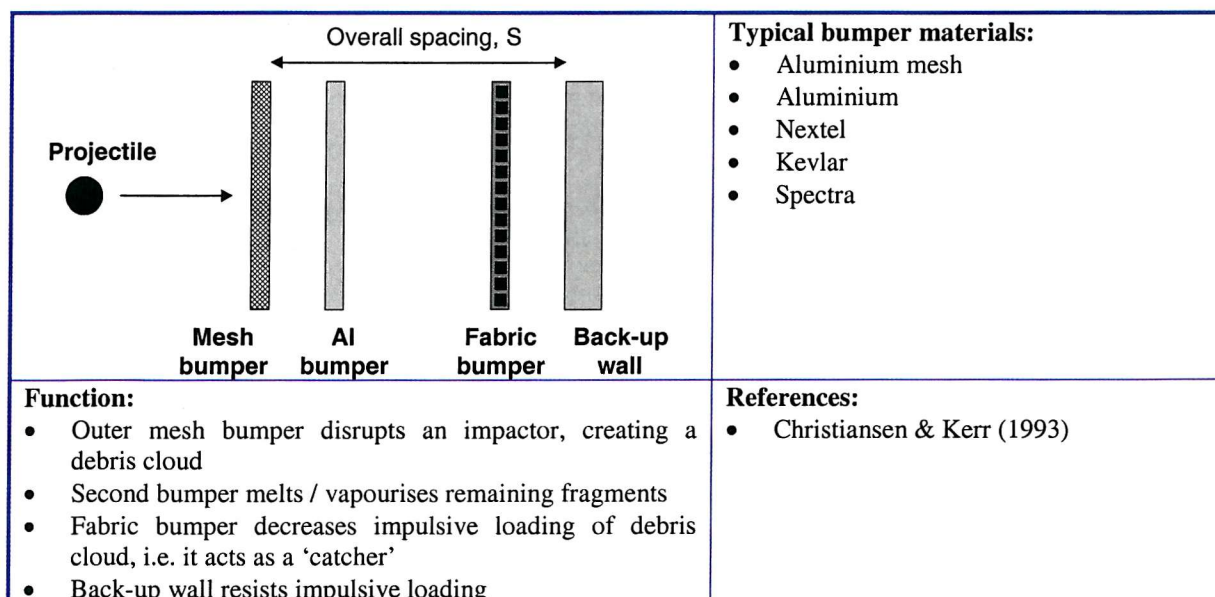 Overall spacing, S
Projectile
Mesh
bumper
Al
bumper
Fabric
bumper
Back-up
wall
Typical bumper materials:
• Aluminium mesh
• Aluminium
• Nextel
• Kevlar
• Spectra
Function:
• Outer mesh bumper disrupts an impactor, creating a
debris cloud
• Second bumper melts / vapourises remaining fragments
• Fabric bumper decreases impulsive loading of debris
cloud, i.e. it acts as a 'catcher'
• Back-up wall resists impulsive loading
References:
• Christiansen & Kerr (1993)